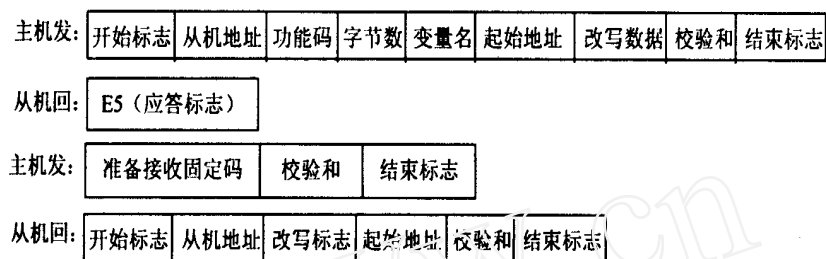 主机发: 开始标志 从机地址 功能码 字节数 变量名 起始地址 改写数据 校验和 结束标志
从机回: E5（应答标志）
主机发: 准备接收固定码 校验和 结束标志
从机回: 开始标志 从机地址 改写标志 起始地址 校验和 结束标志